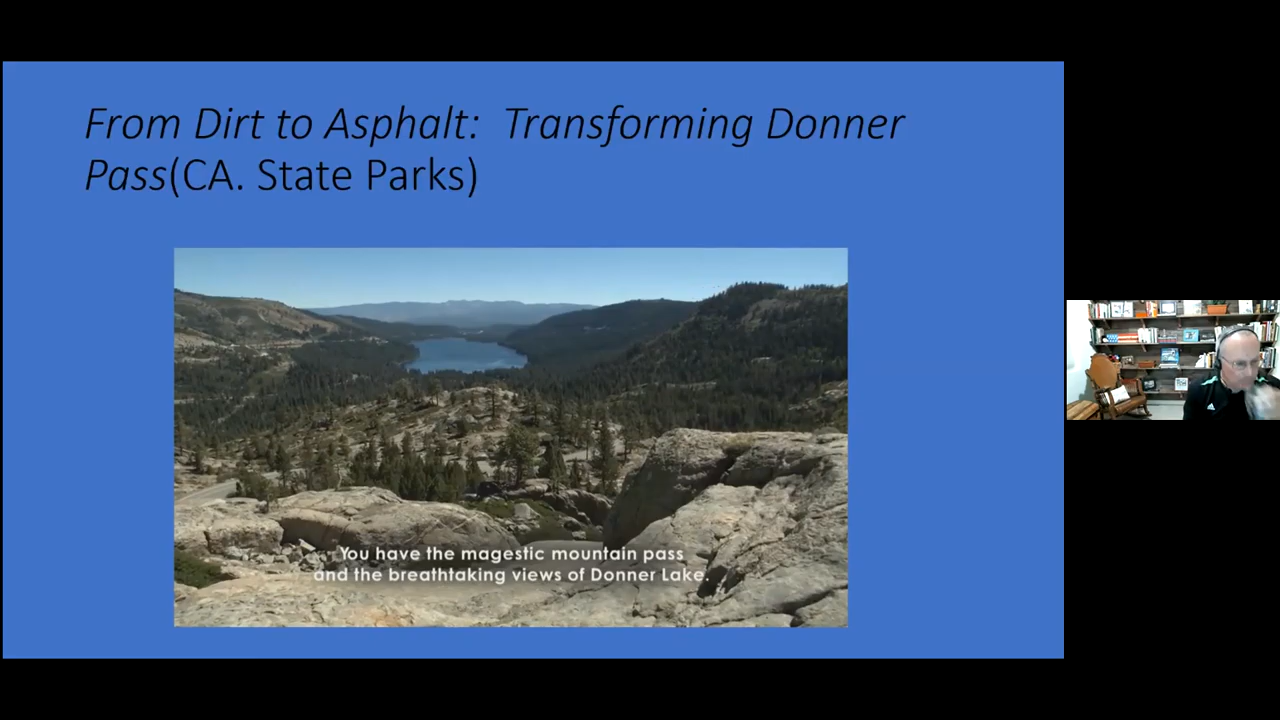 From Dirt to Asphalt: Transforming Donner
Pass(CA. State Parks)
You have the magestic mountain pass
and the breathtaking views of Donner Lake.